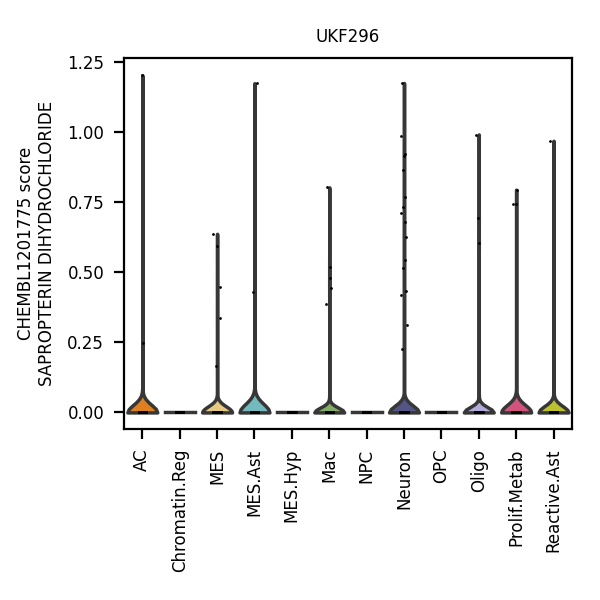 UKF296
CHEMBL1201775 score
SAPROPTERIN DIHYDROCHLORIDE
1.25
1.00
0.75
0.50
0.25
0.00
AC
Chromatin.Reg
MES
MES.Ast
MES.Hyp
Mac
NPC
Neuron
OPC
Oligo
Prolif.Metab
Reactive.Ast